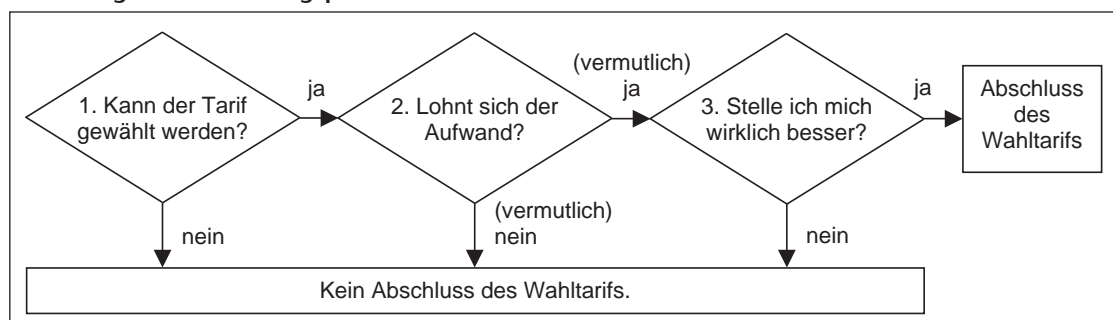 1. Kann der Tarif
gewählt werden?
ja
2. Lohnt sich der
Aufwand?
(vermutlich)
ja
3. Stelle ich mich
wirklich besser?
ja
Abschluss
des
Wahltarifs
nein
(vermutlich)
nein
nein
Kein Abschluss des Wahltarifs.